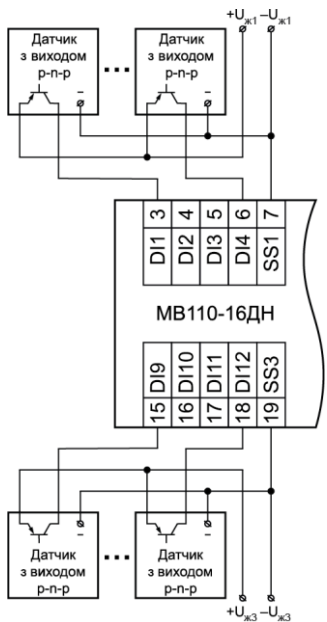 +Uж1 –Uж1
Датчик
з виходом
p-n-p
–
Датчик
з виходом
p-n-p
–
3 4 5 6 7
DI1 DI2 DI3 DI4 SS1
МВ110-16ДН
DI9 DI10 DI11 DI12 SS3
15 16 17 18 19
–
Датчик
з виходом
p-n-p
–
Датчик
з виходом
p-n-p
+Uж3 –Uж3